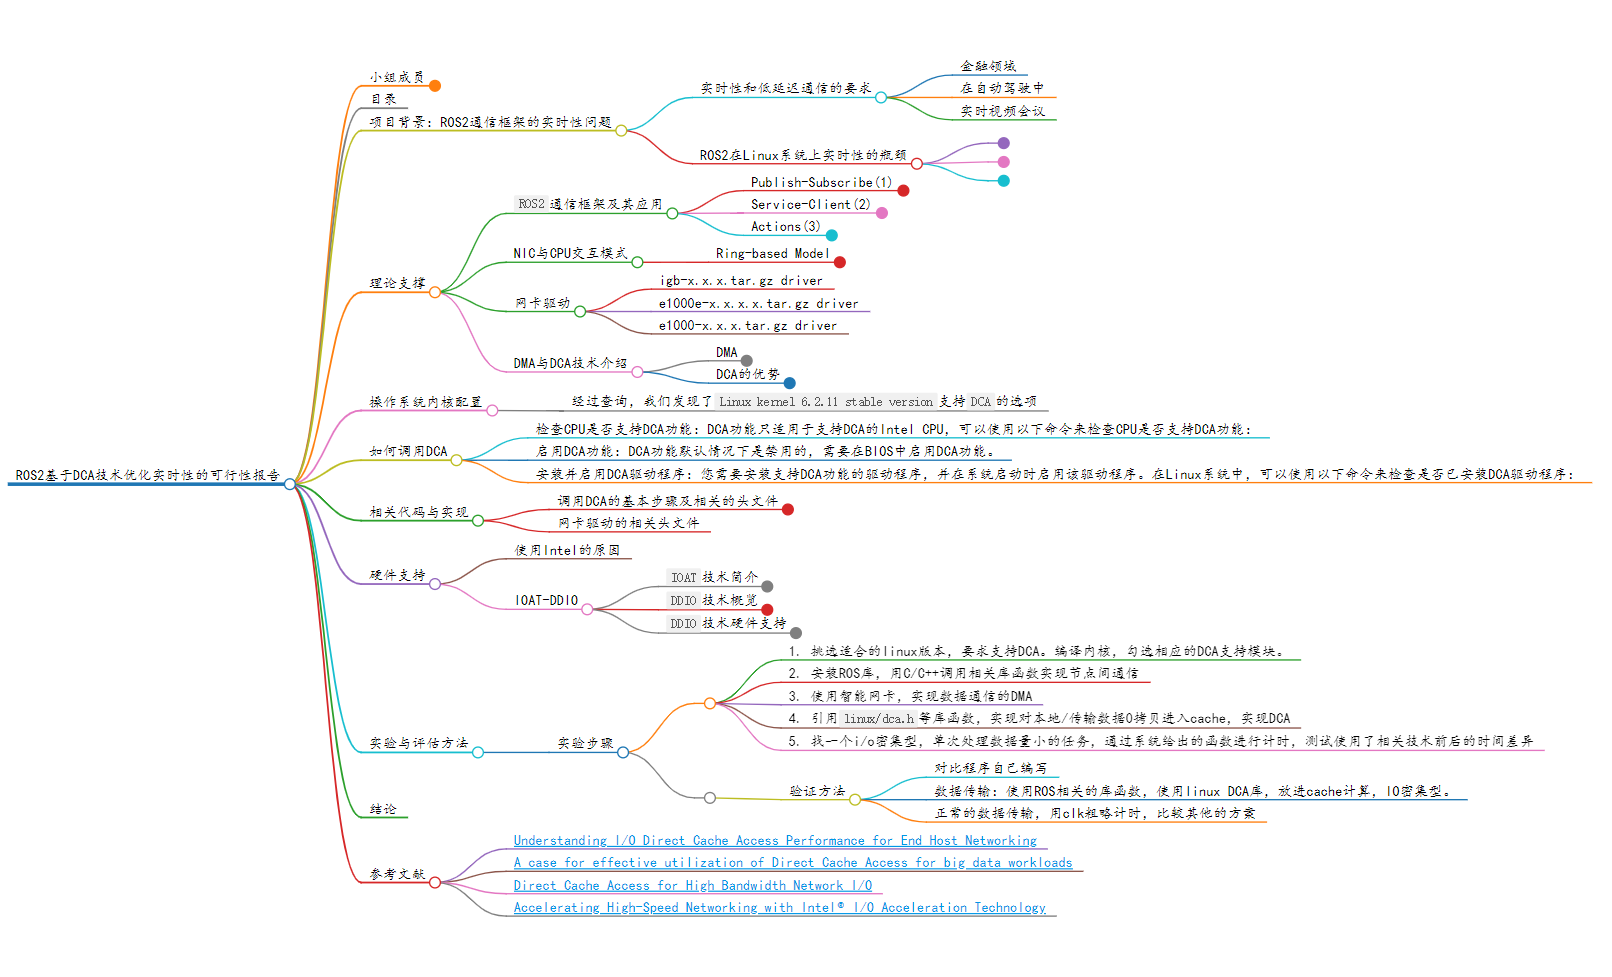 ROS2基于DCA技术优化实时性的可行性报告
小组成员
目录
项目背景: ROS2通信框架的实时性问题
实时性和低延迟通信的要求
金融领域
在自动驾驶中
实时视频会议
ROS2在Linux系统上实时性的瓶颈
理论支撑
ROS2 通信框架及其应用
Publish-Subscribe(1)
Service-Client(2)
Actions(3)
NIC与CPU交互模式
Ring-based Model
网卡驱动
igb-x.x.x.tar.gz driver
e1000e-x.x.x.x.tar.gz driver
e1000-x.x.x.tar.gz driver
DMA与DCA技术介绍
DMA
DCA的优势
操作系统内核配置
经过查询，我们发现了 Linux kernel 6.2.11 stable version 支持 DCA 的选项
如何调用DCA
检查CPU是否支持DCA功能: DCA功能只适用于支持DCA的Intel CPU，可以使用以下命令来检查CPU是否支持DCA功能:
启用DCA功能: DCA功能默认情况下是禁用的，需要在BIOS中启用DCA功能。
安装并启用DCA驱动程序: 您需要安装支持DCA功能的驱动程序，并在系统启动时启用该驱动程序。在Linux系统中，可以使用以下命令来检查是否已安装DCA驱动程序:
相关代码与实现
调用DCA的基本步骤及相关的头文件
网卡驱动的相关头文件
硬件支持
使用Intel的原因
IOAT-DDIO
IOAT 技术简介
DDIO 技术概览
DDIO 技术硬件支持
实验与评估方法
实验步骤
1. 挑选适合的linux版本，要求支持DCA。编译内核，勾选相应的DCA支持模块。
2. 安装ROS库，用C/C++调用相关库函数实现节点间通信
3. 使用智能网卡，实现数据通信的DMA
4. 引用 linux/dca.h 等库函数，实现对本地/传输数据0拷贝进入cache，实现DCA
5. 找一个i/o密集型，单次处理数据量小的任务，通过系统给出的函数进行计时，测试使用了相关技术前后的时间差异
验证方法
对比程序自己编写
数据传输: 使用ROS相关的库函数，使用linux DCA库，放进cache计算，IO密集型。
正常的数据传输，用clk粗略计时，比较其他的方案
结论
参考文献
Understanding I/O Direct Cache Access Performance for End Host Networking
A case for effective utilization of Direct Cache Access for big data workloads
Direct Cache Access for High Bandwidth Network I/O
Accelerating High-Speed Networking with Intel® I/O Acceleration Technology